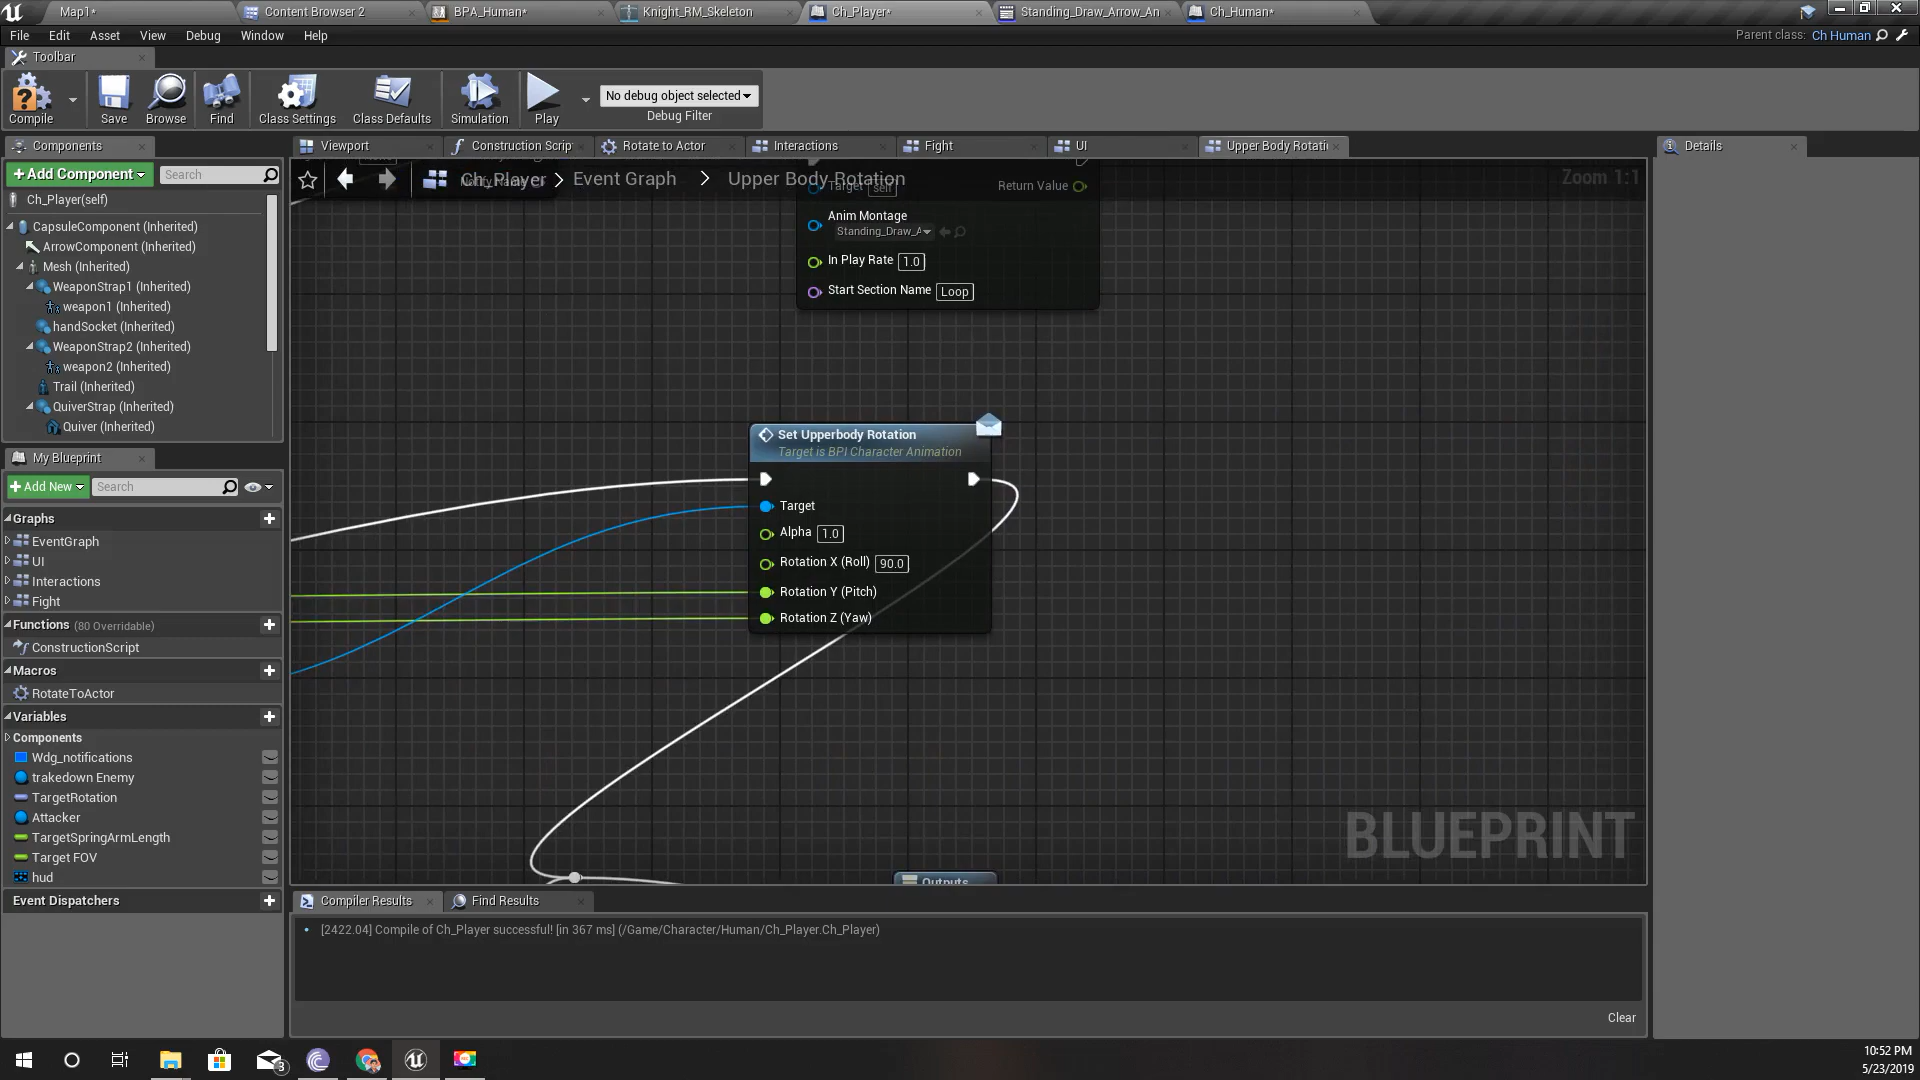 Map1*
Content Browser 2
BPA_Human*
Knight_RM_Skeleton
Ch_Player*
Standing_Draw_Arrow_An
Ch_Human*
File Edit Asset View Debug Window Help
Parent class: Ch Human
Toolbar
Compile
Save
Browse
Find
Class Settings
Class Defaults
Simulation
Play
No debug object selected
Debug Filter
Components
+Add Component
Search
Ch_Player(self)
CapsuleComponent (Inherited)
ArrowComponent (Inherited)
Mesh (Inherited)
WeaponStrap1 (Inherited)
weapon1 (Inherited)
handSocket (Inherited)
WeaponStrap2 (Inherited)
weapon2 (Inherited)
Trail (Inherited)
QuiverStrap (Inherited)
Quiver (Inherited)
My Blueprint
+Add New
Search
Graphs
EventGraph
UI
Interactions
Fight
Functions (80 Overridable)
ConstructionScript
Macros
RotateToActor
Variables
Components
Wdg_notifications
trakedown Enemy
TargetRotation
Attacker
TargetSpringArmLength
Target FOV
hud
Event Dispatchers
Viewport
Construction Scrip
Rotate to Actor
Interactions
Fight
UI
Upper Body Rotati
Ch_Player > Event Graph > Upper Body Rotation
Zoom 1:1
Target self
Return Value
Anim Montage
Standing_Draw_A
In Play Rate 1.0
Start Section Name Loop
Set Upperbody Rotation
Target is BPI Character Animation
Target
Alpha 1.0
Rotation X (Roll) 90.0
Rotation Y (Pitch)
Rotation Z (Yaw)
Outputs
BLUEPRINT
Compiler Results
Find Results
[2422.04] Compile of Ch_Player successful! [in 367 ms] (/Game/Character/Human/Ch_Player.Ch_Player)
Clear
Details
3
10:52 PM
5/23/2019